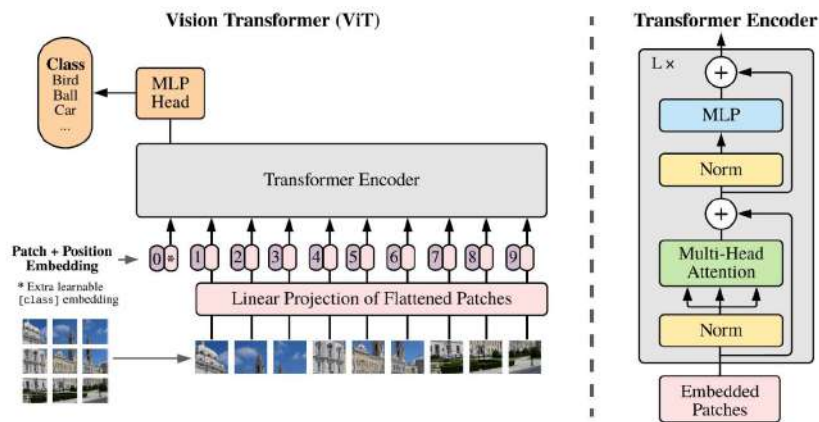 Vision Transformer (ViT)
Class
Bird
Ball
Car
...
MLP
Head
Transformer Encoder
Patch + Position
Embedding
0 * 1 2 3 4 5 6 7 8 9
* Extra learnable
[class] embedding
Linear Projection of Flattened Patches
Transformer Encoder
L ×
+
MLP
Norm
+
Multi-Head
Attention
Norm
Embedded
Patches